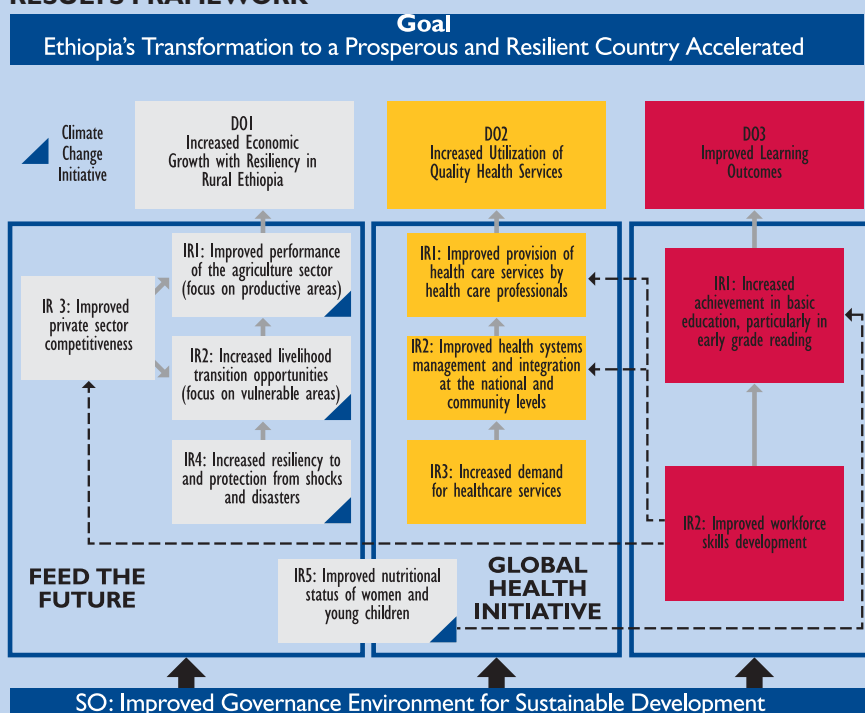 RESULTS FRAMEWORK
Goal
Ethiopia's Transformation to a Prosperous and Resilient Country Accelerated
Climate
Change
Initiative
DO1
Increased Economic
Growth with Resiliency in
Rural Ethiopia
DO2
Increased Utilization of
Quality Health Services
DO3
Improved Learning
Outcomes
IR1: Improved performance
of the agriculture sector
(focus on productive areas)
IR 3: Improved
private sector
competitiveness
IR2: Increased livelihood
transition opportunities
(focus on vulnerable areas)
IR4: Increased resiliency to
and protection from shocks
and disasters
IR1: Improved provision of
health care services by
health care professionals
IR2: Improved health systems
management and integration
at the national and
community levels
IR3: Increased demand
for healthcare services
IR1: Increased
achievement in basic
education, particularly in
early grade reading
IR2: Improved workforce
skills development
FEED THE
FUTURE
IR5: Improved nutritional
status of women and
young children
GLOBAL
HEALTH
INITIATIVE
SO: Improved Governance Environment for Sustainable Development